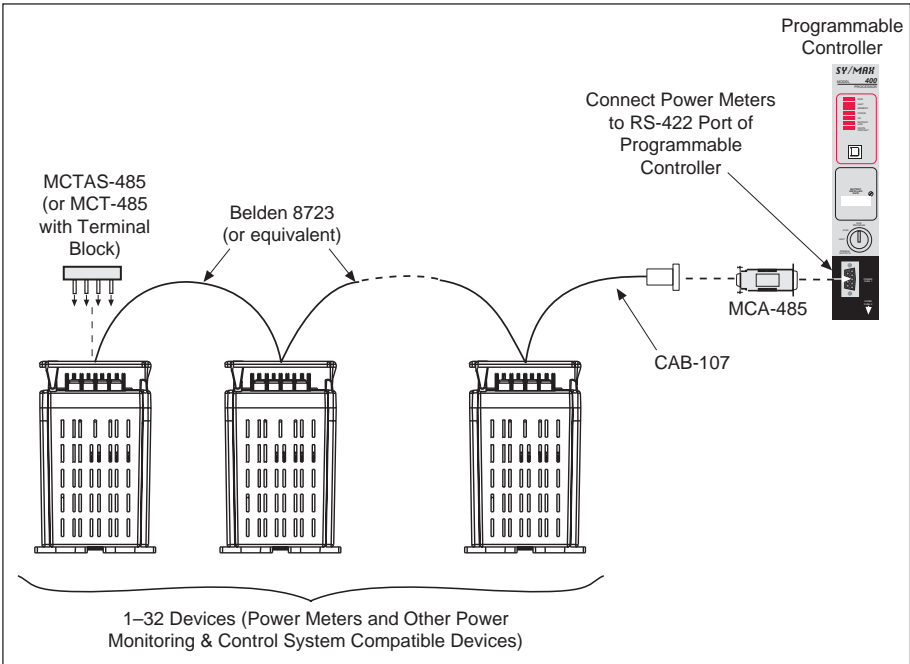 Programmable
Controller
SY/MAX
MODEL 400
PROCESSOR
Connect Power Meters
to RS-422 Port of
Programmable
Controller
MCTAS-485
(or MCT-485
with Terminal
Block)
Belden 8723
(or equivalent)
MCA-485
CAB-107
1–32 Devices (Power Meters and Other Power
Monitoring & Control System Compatible Devices)